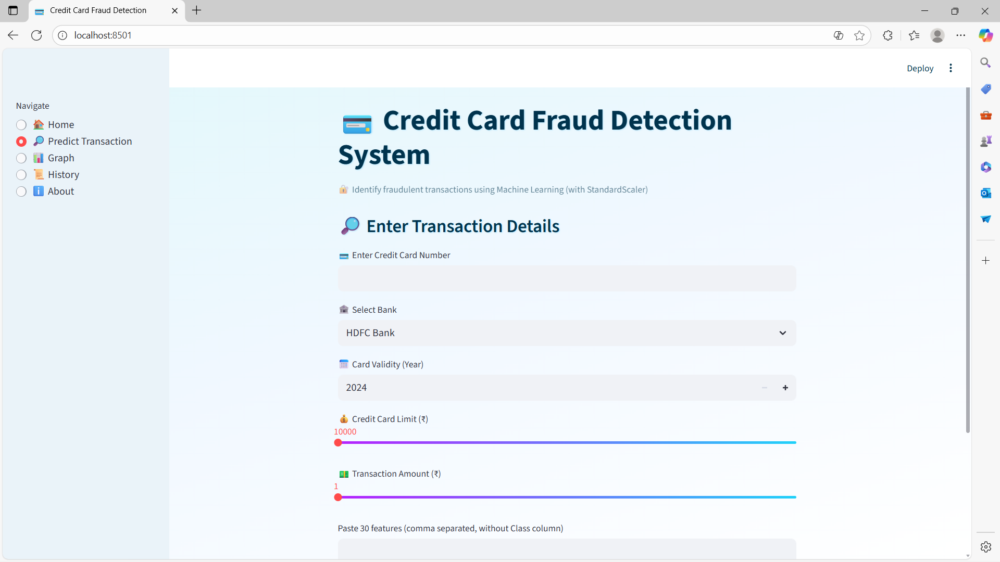 Credit Card Fraud Detection
localhost:8501
Deploy
Navigate
Home
Predict Transaction
Graph
History
About
Credit Card Fraud Detection
System
Identify fraudulent transactions using Machine Learning (with StandardScaler)
Enter Transaction Details
Enter Credit Card Number
Select Bank
HDFC Bank
Card Validity (Year)
2024
Credit Card Limit (₹)
10000
Transaction Amount (₹)
1
Paste 30 features (comma separated, without Class column)